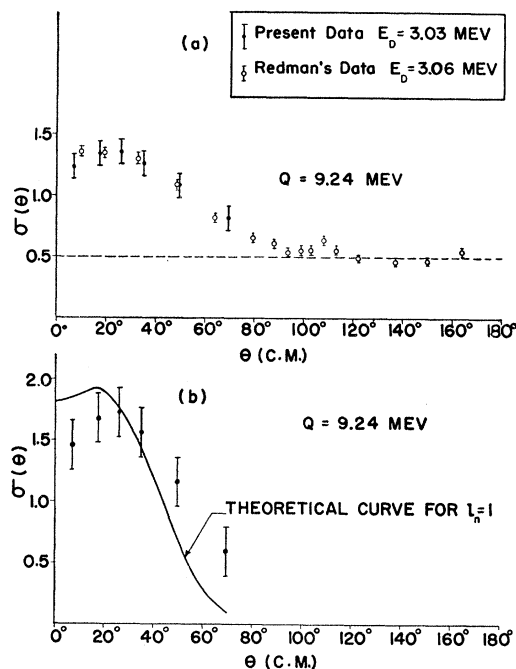 (a)
Present Data E_D=3.03 MEV
Redman's Data E_D=3.06 MEV
1.5
1.0
0.5
σ(θ)
Q = 9.24 MEV
0° 20° 40° 60° 80° 100° 120° 140° 160° 180°
θ (C.M.)
(b)
2.0
1.5
1.0
0.5
σ(θ)
Q = 9.24 MEV
THEORETICAL CURVE FOR l_n=1
0° 20° 40° 60° 80° 100° 120° 140° 160° 180°
θ (C.M.)